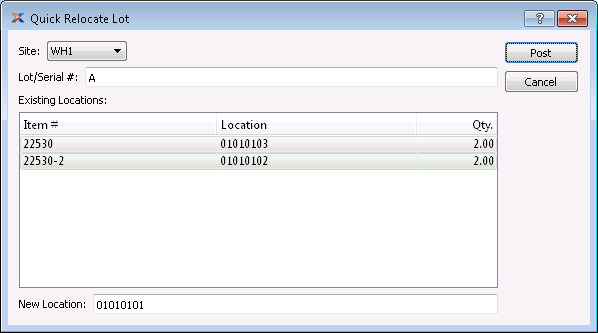 Quick Relocate Lot
Site: WH1
Post
Lot/Serial #: A
Cancel
Existing Locations:
Item # Location Qty.
22530 01010103 2.00
22530-2 01010102 2.00
New Location: 01010101